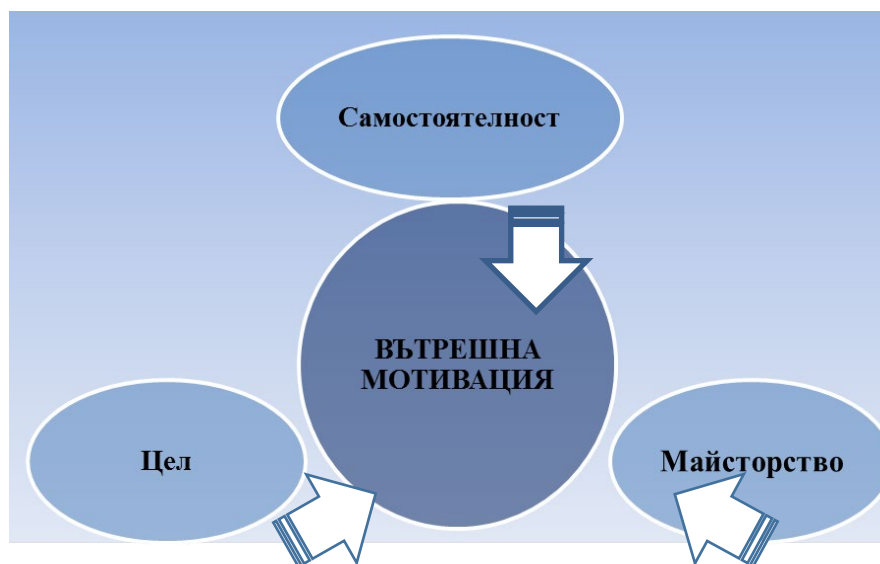 Самостоятелност
ВЪТРЕШНА
МОТИВАЦИЯ
Цел
Майсторство